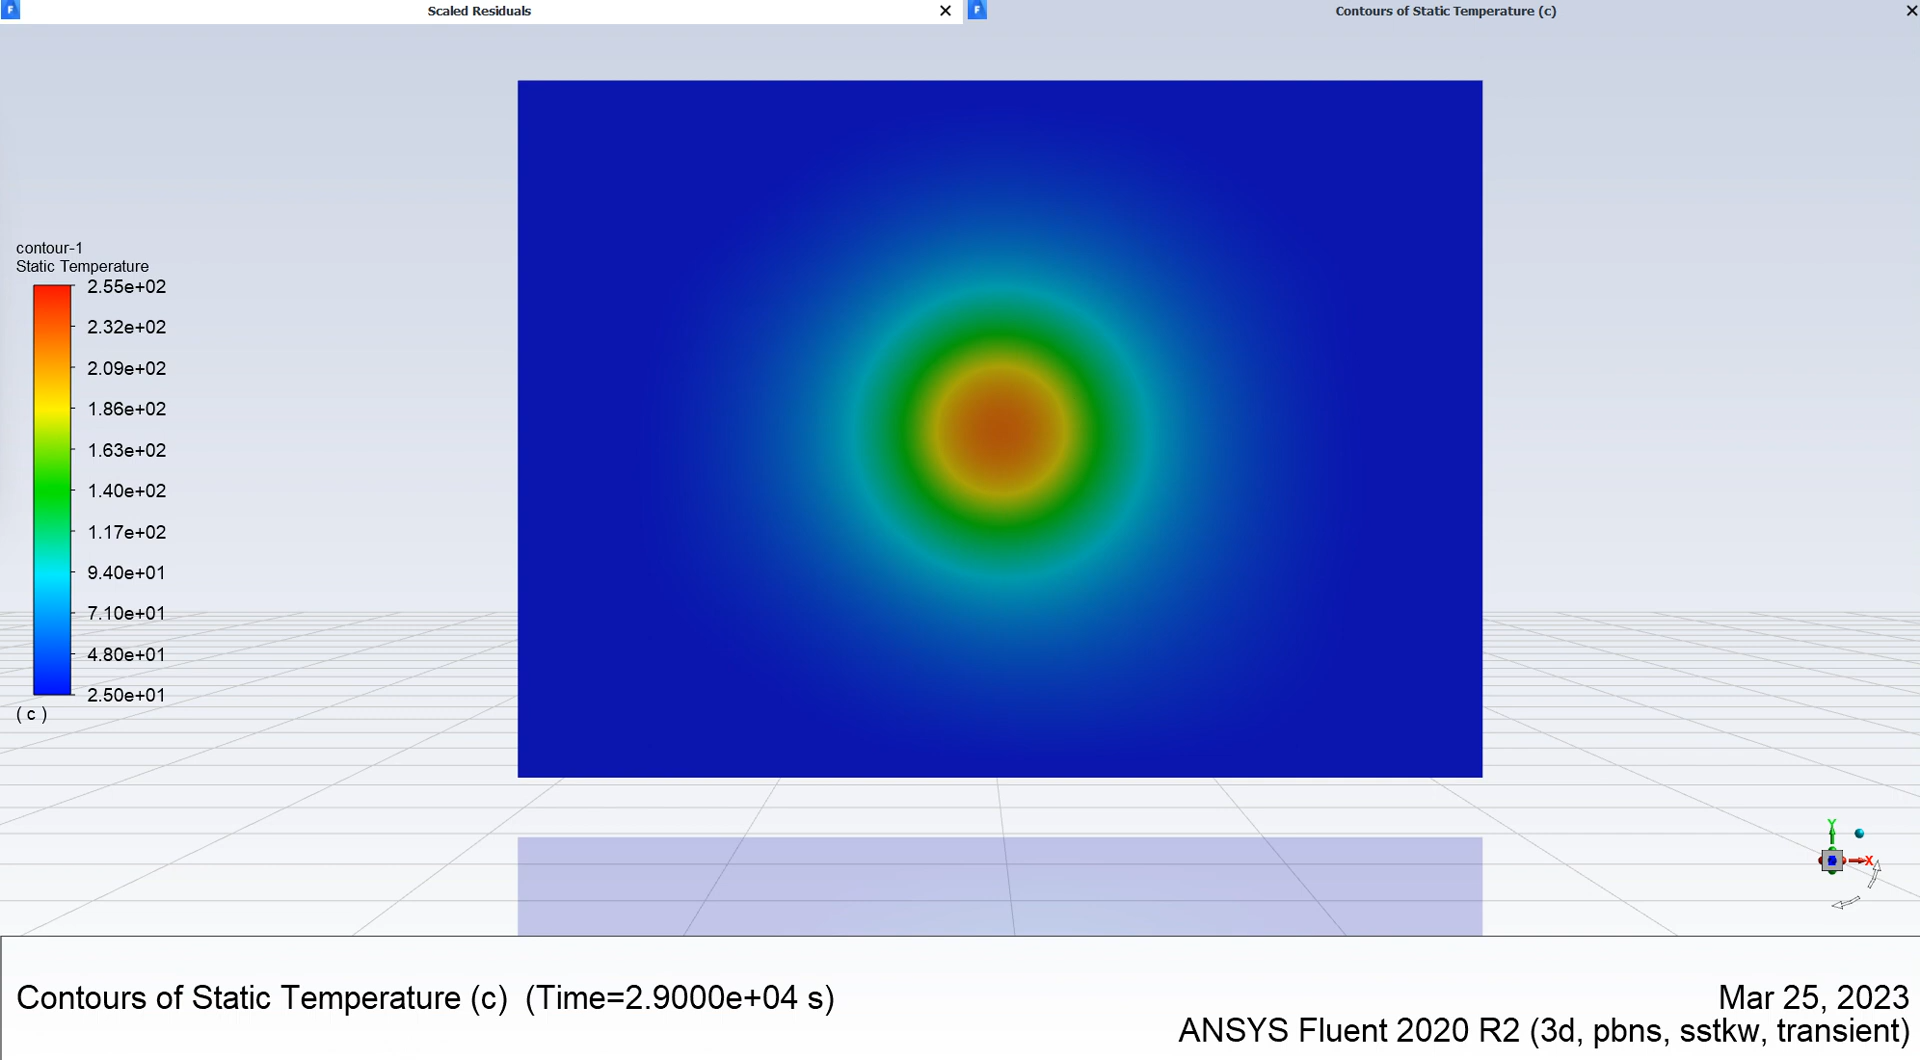 Scaled Residuals
Contours of Static Temperature (c)
contour-1
Static Temperature
2.55e+02
2.32e+02
2.09e+02
1.86e+02
1.63e+02
1.40e+02
1.17e+02
9.40e+01
7.10e+01
4.80e+01
2.50e+01
( c )
Y
X
Contours of Static Temperature (c)  (Time=2.9000e+04 s)
Mar 25, 2023
ANSYS Fluent 2020 R2 (3d, pbns, sstkw, transient)